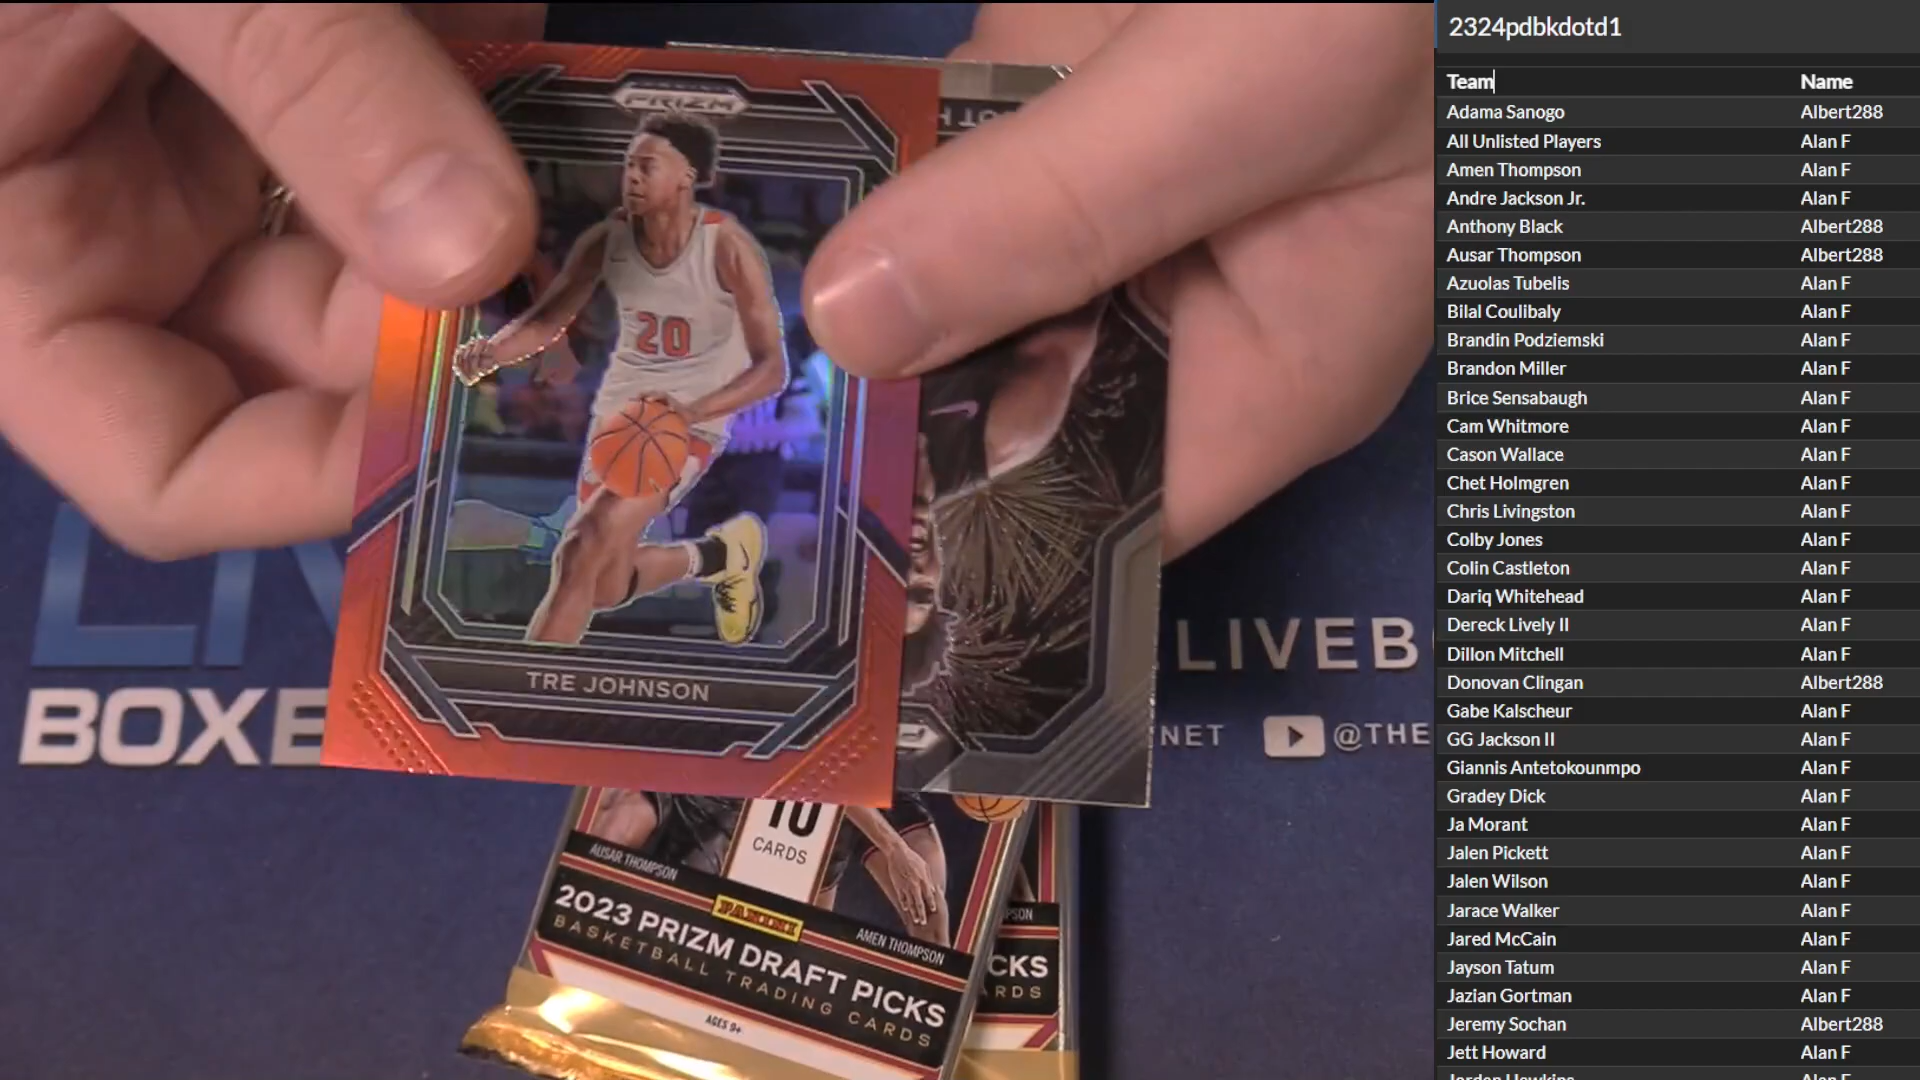 2324pdbkdotd1
Team Name
Adama Sanogo Albert288
All Unlisted Players Alan F
Amen Thompson Alan F
Andre Jackson Jr. Alan F
Anthony Black Albert288
Ausar Thompson Albert288
Azuolas Tubelis Alan F
Bilal Coulibaly Alan F
Brandin Podziemski Alan F
Brandon Miller Alan F
Brice Sensabaugh Alan F
Cam Whitmore Alan F
Cason Wallace Alan F
Chet Holmgren Alan F
Chris Livingston Alan F
Colby Jones Alan F
Colin Castleton Alan F
Dariq Whitehead Alan F
Dereck Lively II Alan F
Dillon Mitchell Alan F
Donovan Clingan Albert288
Gabe Kalscheur Alan F
GG Jackson II Alan F
Giannis Antetokounmpo Alan F
Gradey Dick Alan F
Ja Morant Alan F
Jalen Pickett Alan F
Jalen Wilson Alan F
Jarace Walker Alan F
Jared McCain Alan F
Jayson Tatum Alan F
Jazian Gortman Alan F
Jeremy Sochan Albert288
Jett Howard Alan F
PRIZM
20
TRE JOHNSON
BOXE
LIVEB
NET @THE
10
CARDS
AUSAR THOMPSON
PANINI
AMEN THOMPSON
2023 PRIZM DRAFT PICKS
BASKETBALL TRADING CARDS
AGES 9+
PSON
CKS
ARDS